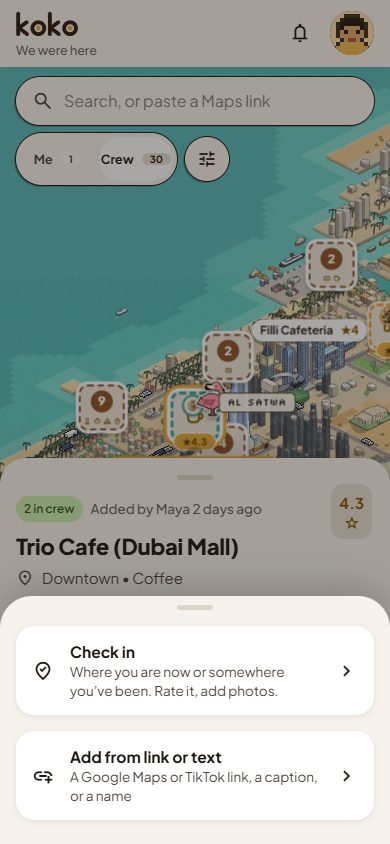 koko
We were here
Search, or paste a Maps link
Me 1
Crew 30
2
Filli Cafeteria ★4
2
9
AL SATWA
★4.3
4
2 in crew
Added by Maya 2 days ago
4.3
Trio Cafe (Dubai Mall)
Downtown • Coffee
Check in
Where you are now or somewhere
you've been. Rate it, add photos.
Add from link or text
A Google Maps or TikTok link, a caption,
or a name